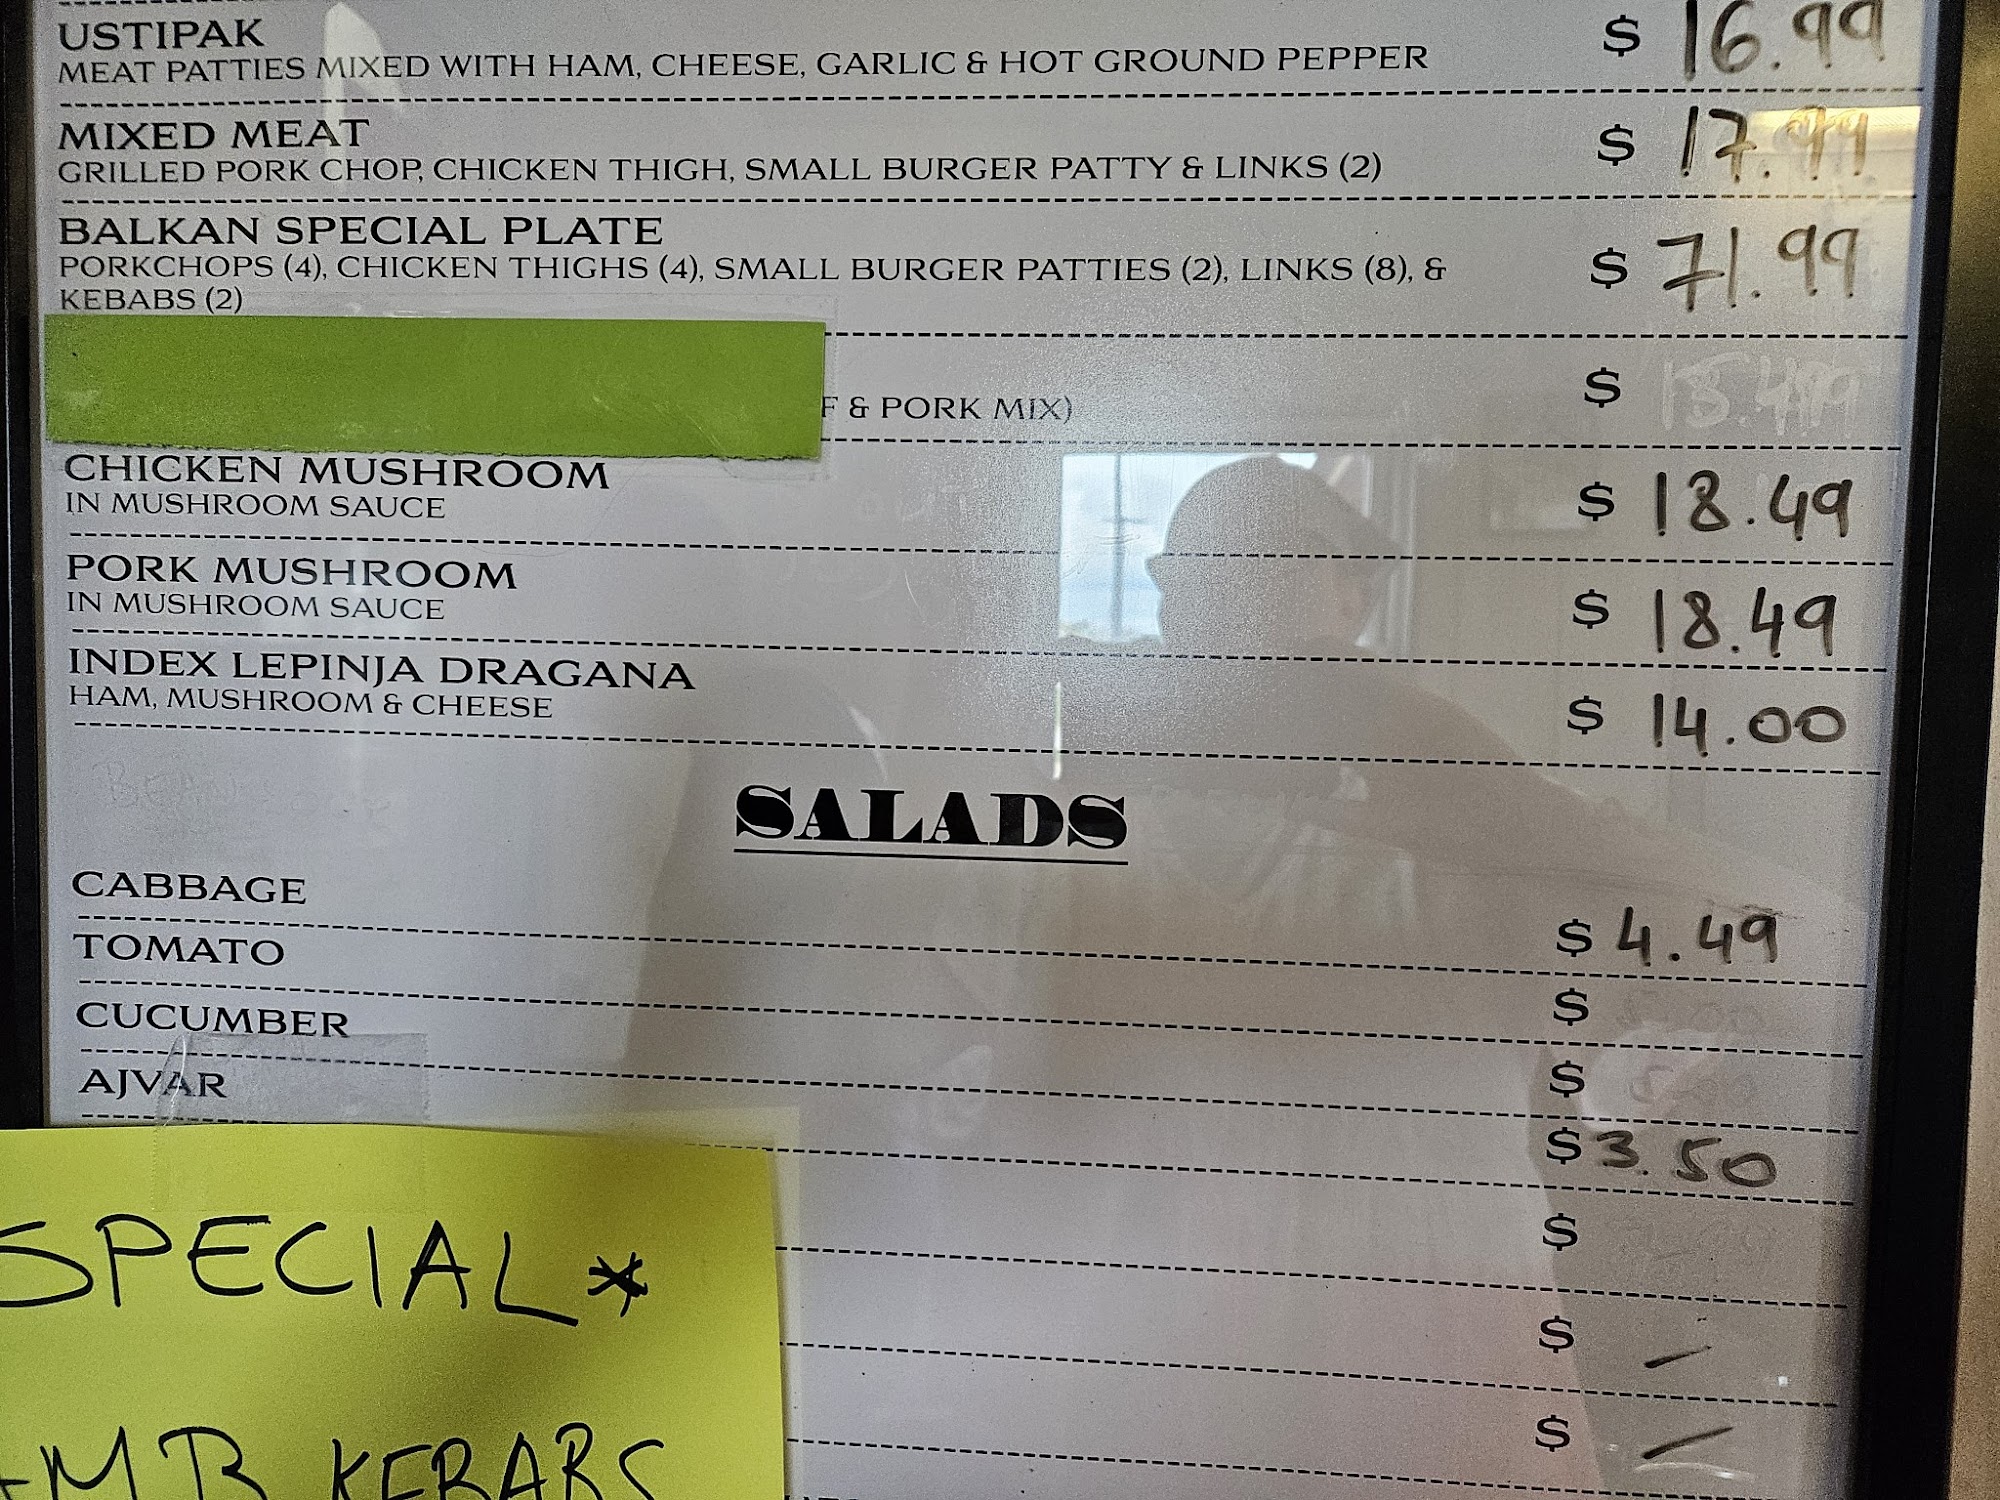 USTIPAK $ 16.99
MEAT PATTIES MIXED WITH HAM, CHEESE, GARLIC & HOT GROUND PEPPER
MIXED MEAT $ 17.99
GRILLED PORK CHOP, CHICKEN THIGH, SMALL BURGER PATTY & LINKS (2)
BALKAN SPECIAL PLATE $ 71.99
PORKCHOPS (4), CHICKEN THIGHS (4), SMALL BURGER PATTIES (2), LINKS (8), &
KEBABS (2)
$
& PORK MIX)
CHICKEN MUSHROOM $ 18.49
IN MUSHROOM SAUCE
PORK MUSHROOM $ 18.49
IN MUSHROOM SAUCE
INDEX LEPINJA DRAGANA $ 14.00
HAM, MUSHROOM & CHEESE
SALADS
CABBAGE $ 4.49
TOMATO $
CUCUMBER $
AJVAR $ 3.50
$
$ –
$ –
SPECIAL *
KEBABS